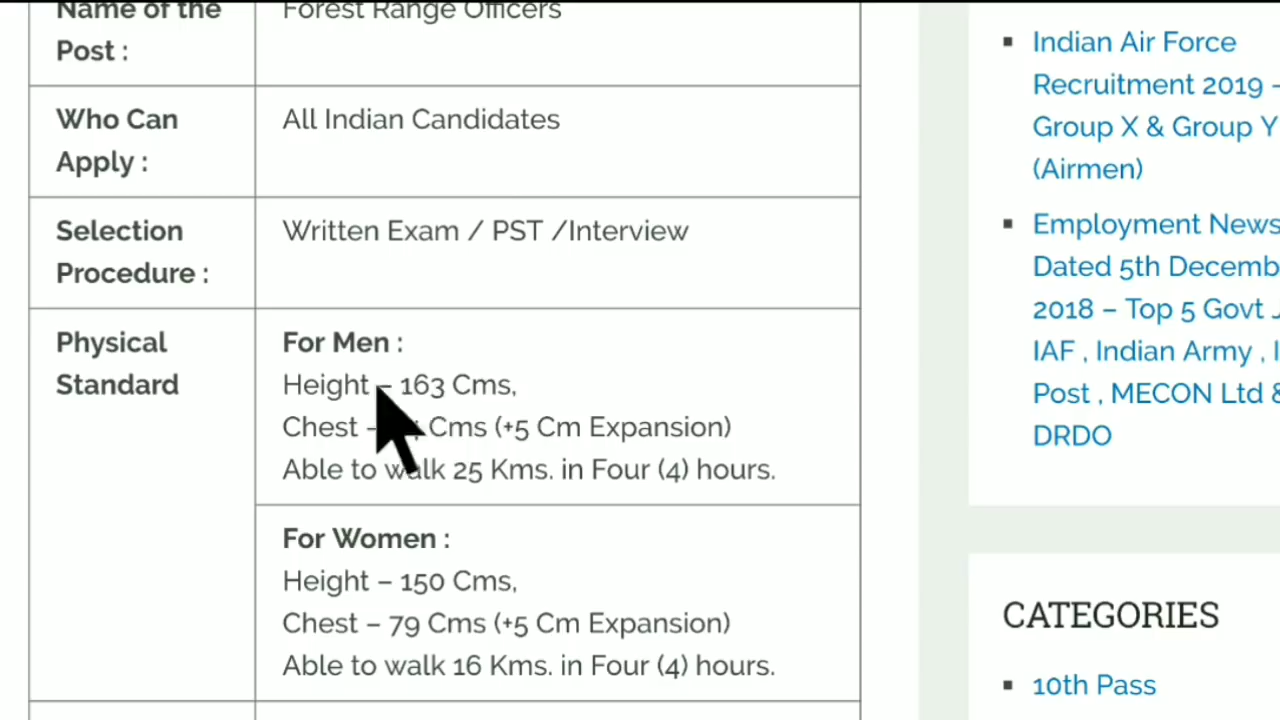 Name of the
Post :
Forest Range Officers
Who Can
Apply :
All Indian Candidates
Selection
Procedure :
Written Exam / PST /Interview
Physical
Standard
For Men :
Height – 163 Cms,
Chest – Cms (+5 Cm Expansion)
Able to walk 25 Kms. in Four (4) hours.
For Women :
Height – 150 Cms,
Chest – 79 Cms (+5 Cm Expansion)
Able to walk 16 Kms. in Four (4) hours.
Indian Air Force
Recruitment 2019 –
Group X & Group Y
(Airmen)
Employment News
Dated 5th Decemb
2018 – Top 5 Govt
IAF , Indian Army ,
Post , MECON Ltd &
DRDO
CATEGORIES
10th Pass